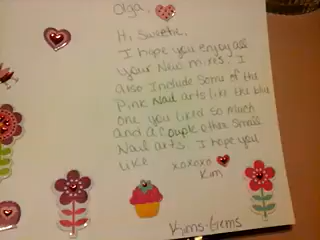 Olga,
Hi, Sweetie,
I hope you enjoy all
your New minis. I
also Include some of the
Pink Nail arts like the blue
one you liked so much
and a couple other small
Nail arts. I hope you
like xoxoxo
Kim
Kims-Gems